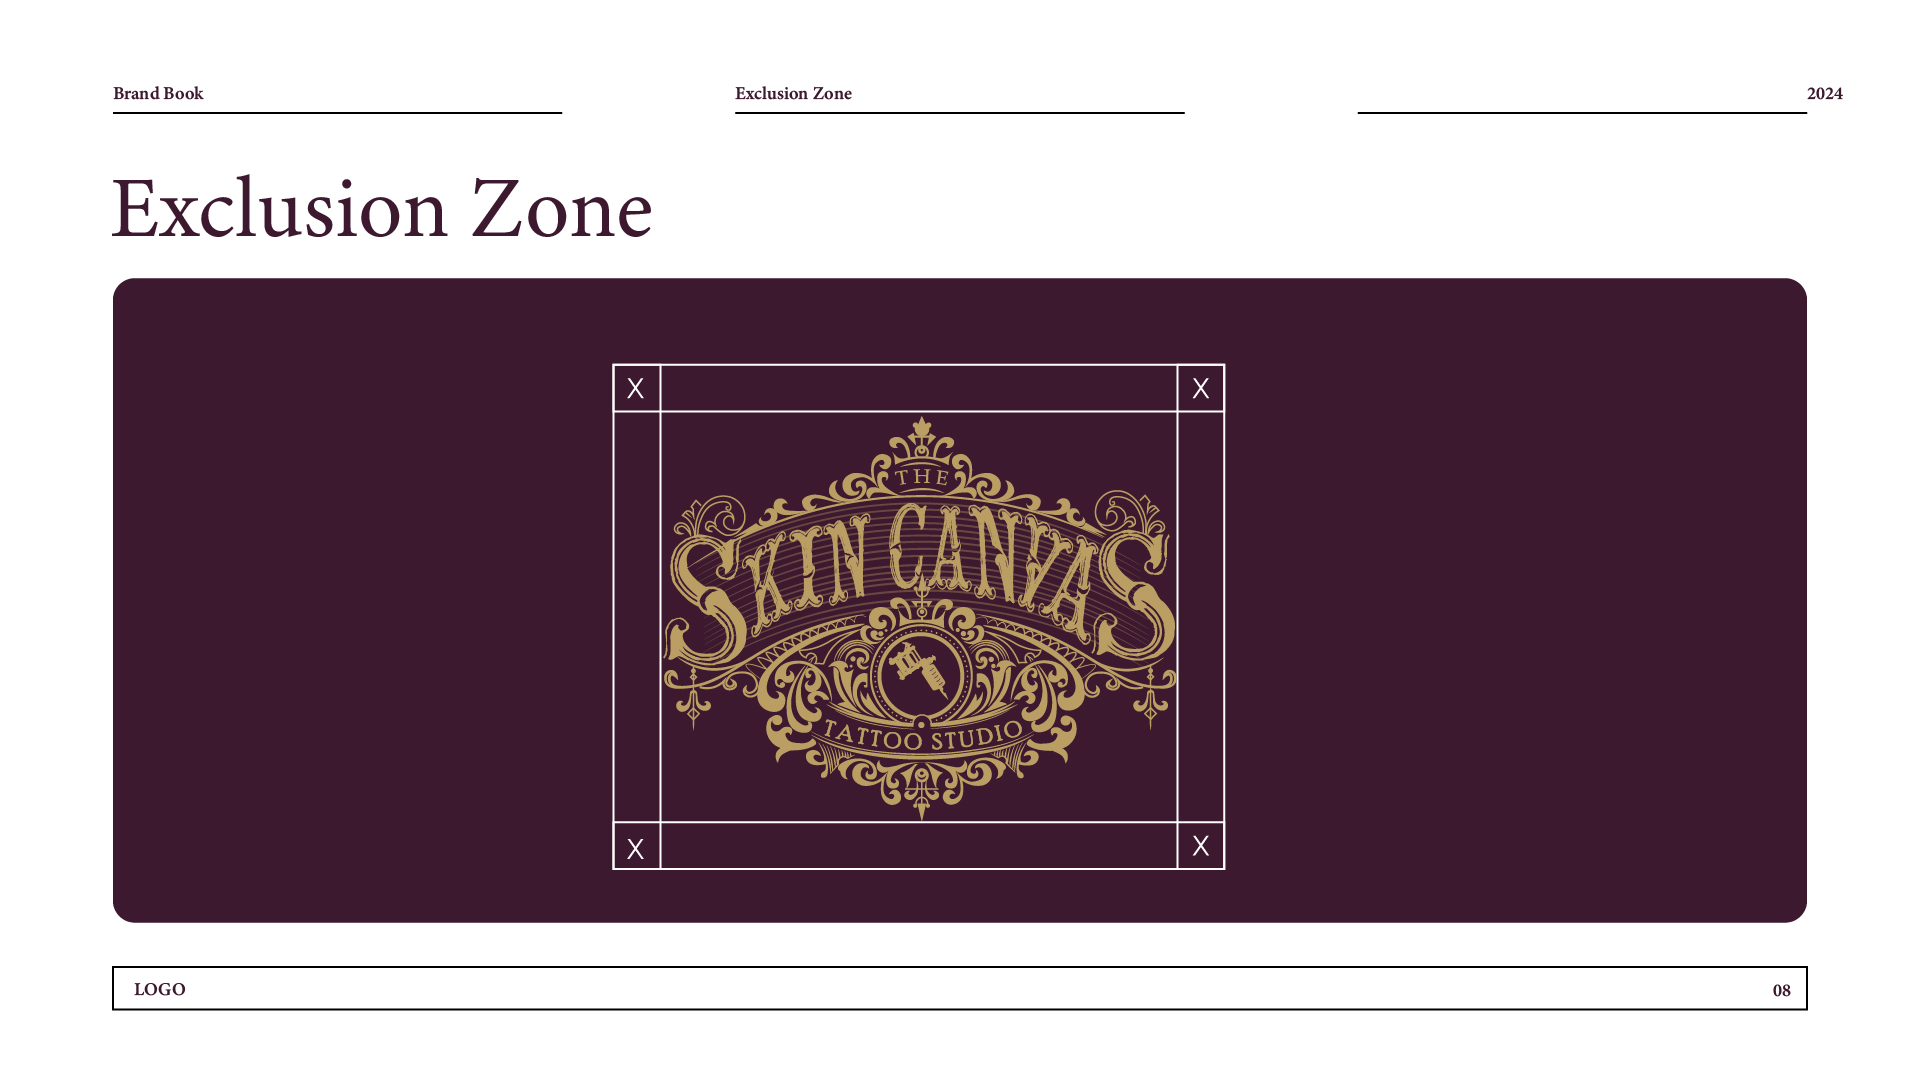 Brand Book
Exclusion Zone
2024
Exclusion Zone
X
X
THE
SKIN CANVAS
TATTOO STUDIO
X
X
LOGO
08